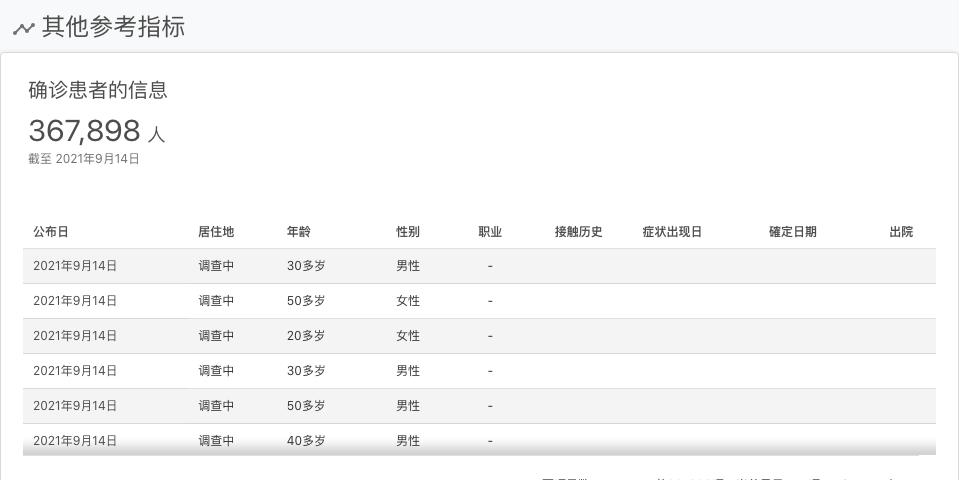 其他参考指标
确诊患者的信息
367,898 人
截至 2021年9月14日
公布日 居住地 年龄 性别 职业 接触历史 症状出现日 確定日期 出院
2021年9月14日 调查中 30多岁 男性 -
2021年9月14日 调查中 50多岁 女性 -
2021年9月14日 调查中 20多岁 女性 -
2021年9月14日 调查中 30多岁 男性 -
2021年9月14日 调查中 50多岁 男性 -
2021年9月14日 调查中 40多岁 男性 -